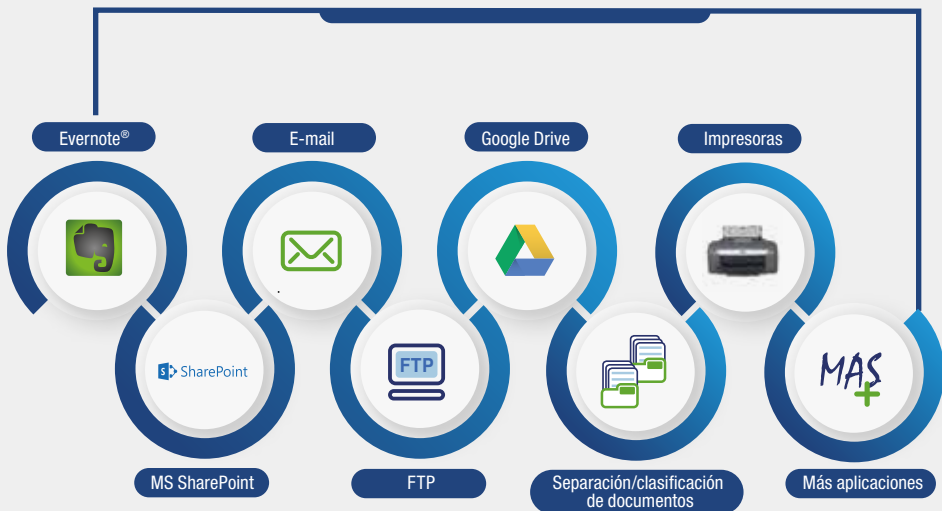 Evernote®
E-mail
Google Drive
Impresoras
SharePoint
FTP
MAS
+
MS SharePoint
FTP
Separación/clasificación
de documentos
Más aplicaciones